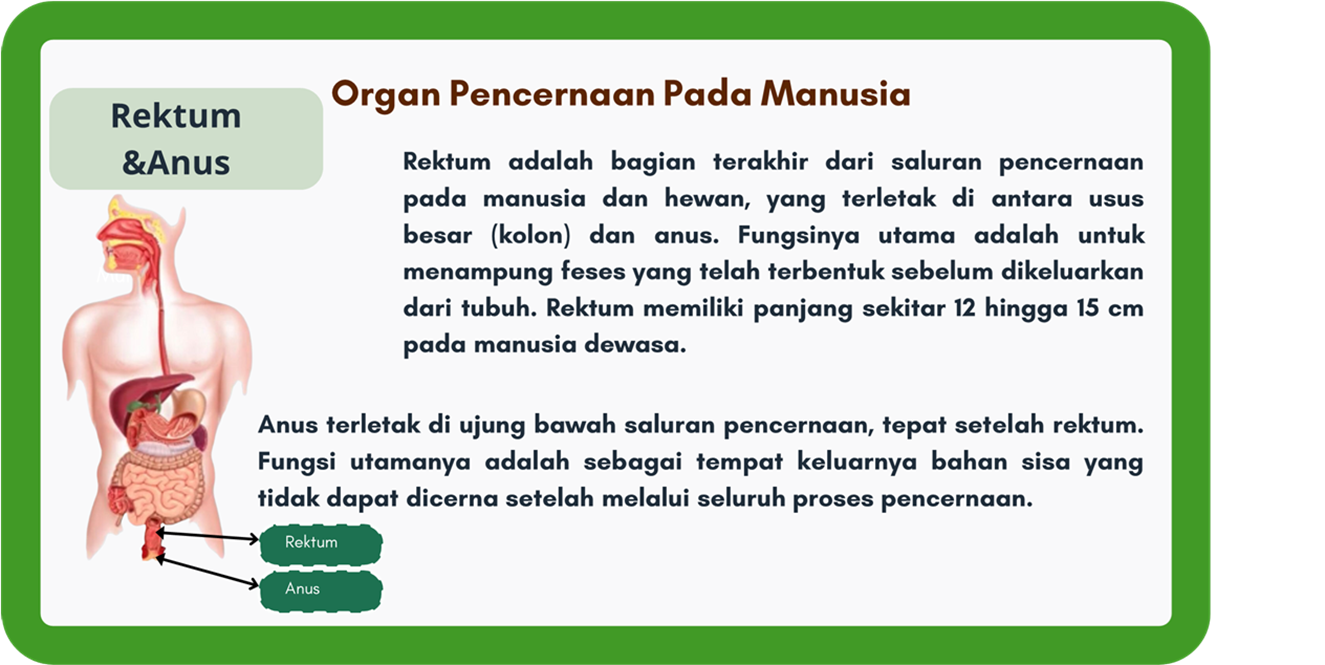 Organ Pencernaan Pada Manusia
Rektum
&Anus
Rektum adalah bagian terakhir dari saluran pencernaan
pada manusia dan hewan, yang terletak di antara usus
besar (kolon) dan anus. Fungsinya utama adalah untuk
menampung feses yang telah terbentuk sebelum dikeluarkan
dari tubuh. Rektum memiliki panjang sekitar 12 hingga 15 cm
pada manusia dewasa.
Anus terletak di ujung bawah saluran pencernaan, tepat setelah rektum.
Fungsi utamanya adalah sebagai tempat keluarnya bahan sisa yang
tidak dapat dicerna setelah melalui seluruh proses pencernaan.
Rektum
Anus